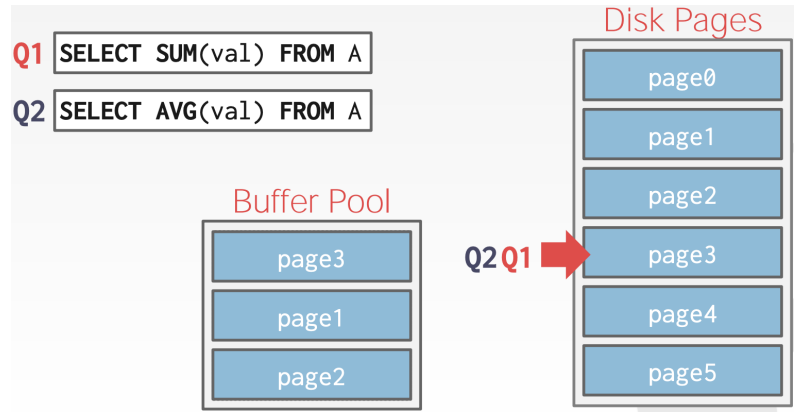 Q1 SELECT SUM(val) FROM A
Q2 SELECT AVG(val) FROM A
Buffer Pool
page3
page1
page2
Q2 Q1
Disk Pages
page0
page1
page2
page3
page4
page5